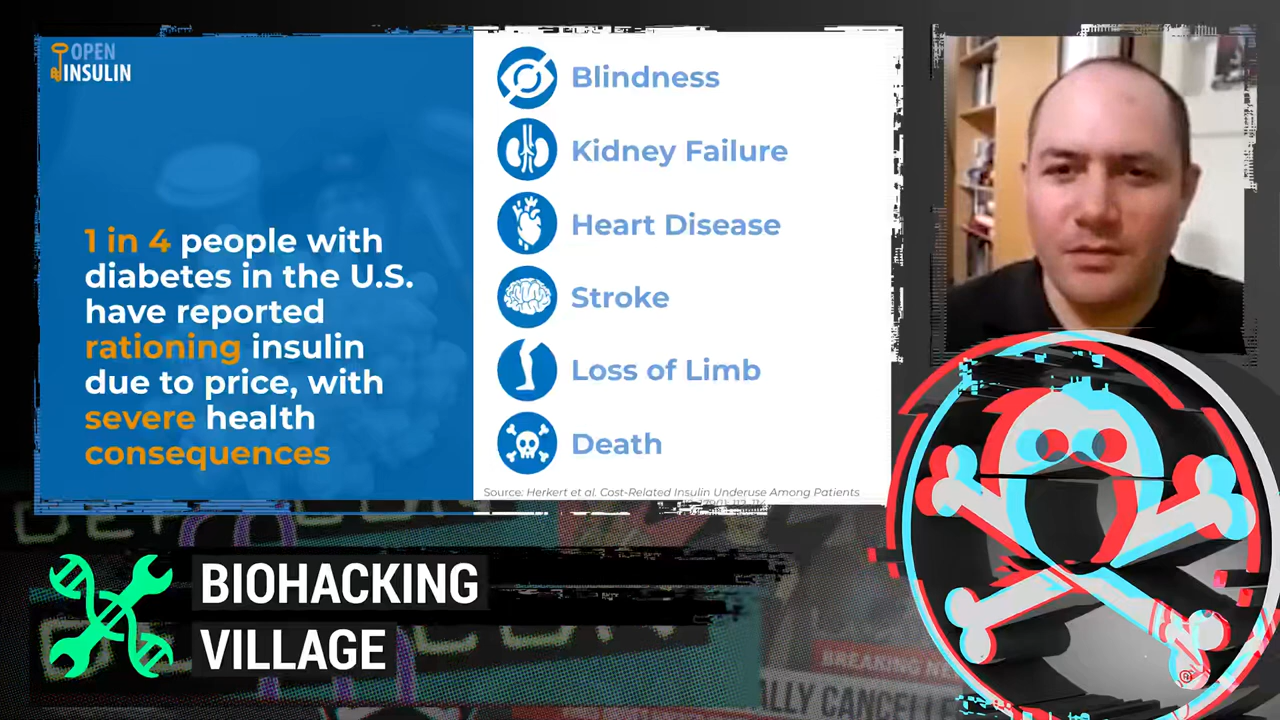 OPEN
INSULIN
1 in 4 people with
diabetes in the U.S.
have reported
rationing insulin
due to price, with
severe health
consequences
Blindness
Kidney Failure
Heart Disease
Stroke
Loss of Limb
Death
Source: Herkert et al. Cost-Related Insulin Underuse Among Patients
BIOHACKING
VILLAGE
BREAKING NE
ALLY CANCELLE
®